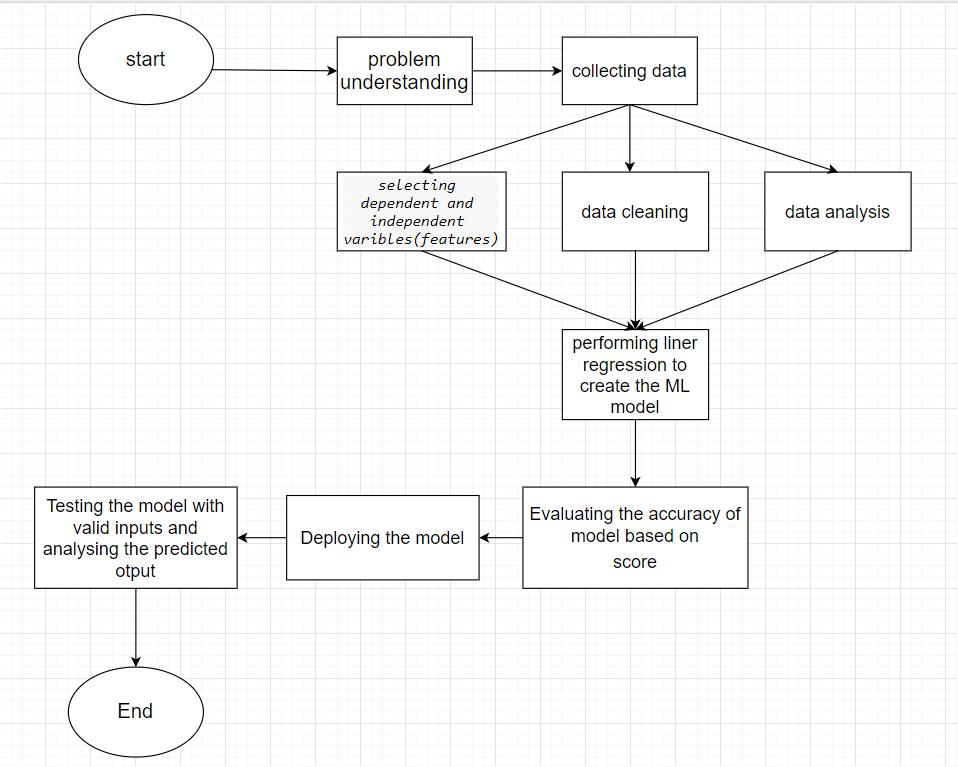 start
problem
understanding
collecting data
selecting
dependent and
independent
varibles(features)
data cleaning
data analysis
performing liner
regression to
create the ML
model
Evaluating the accuracy of
model based on
score
Deploying the model
Testing the model with
valid inputs and
analysing the predicted
otput
End